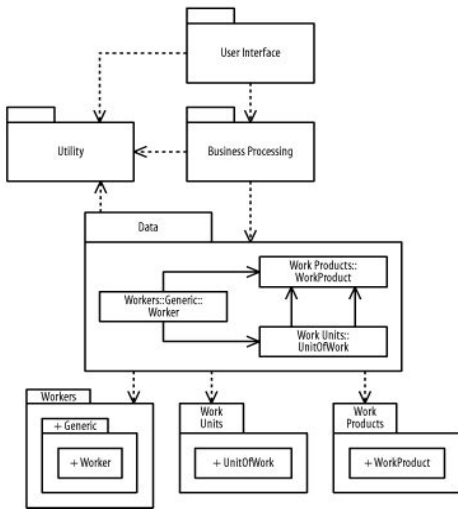 User Interface
Utility
Business Processing
Data
Work Products::
WorkProduct
Workers::Generic::
Worker
Work Units::
UnitOfWork
Workers
+ Generic
+ Worker
Work
Units
+ UnitOfWork
Work
Products
+ WorkProduct